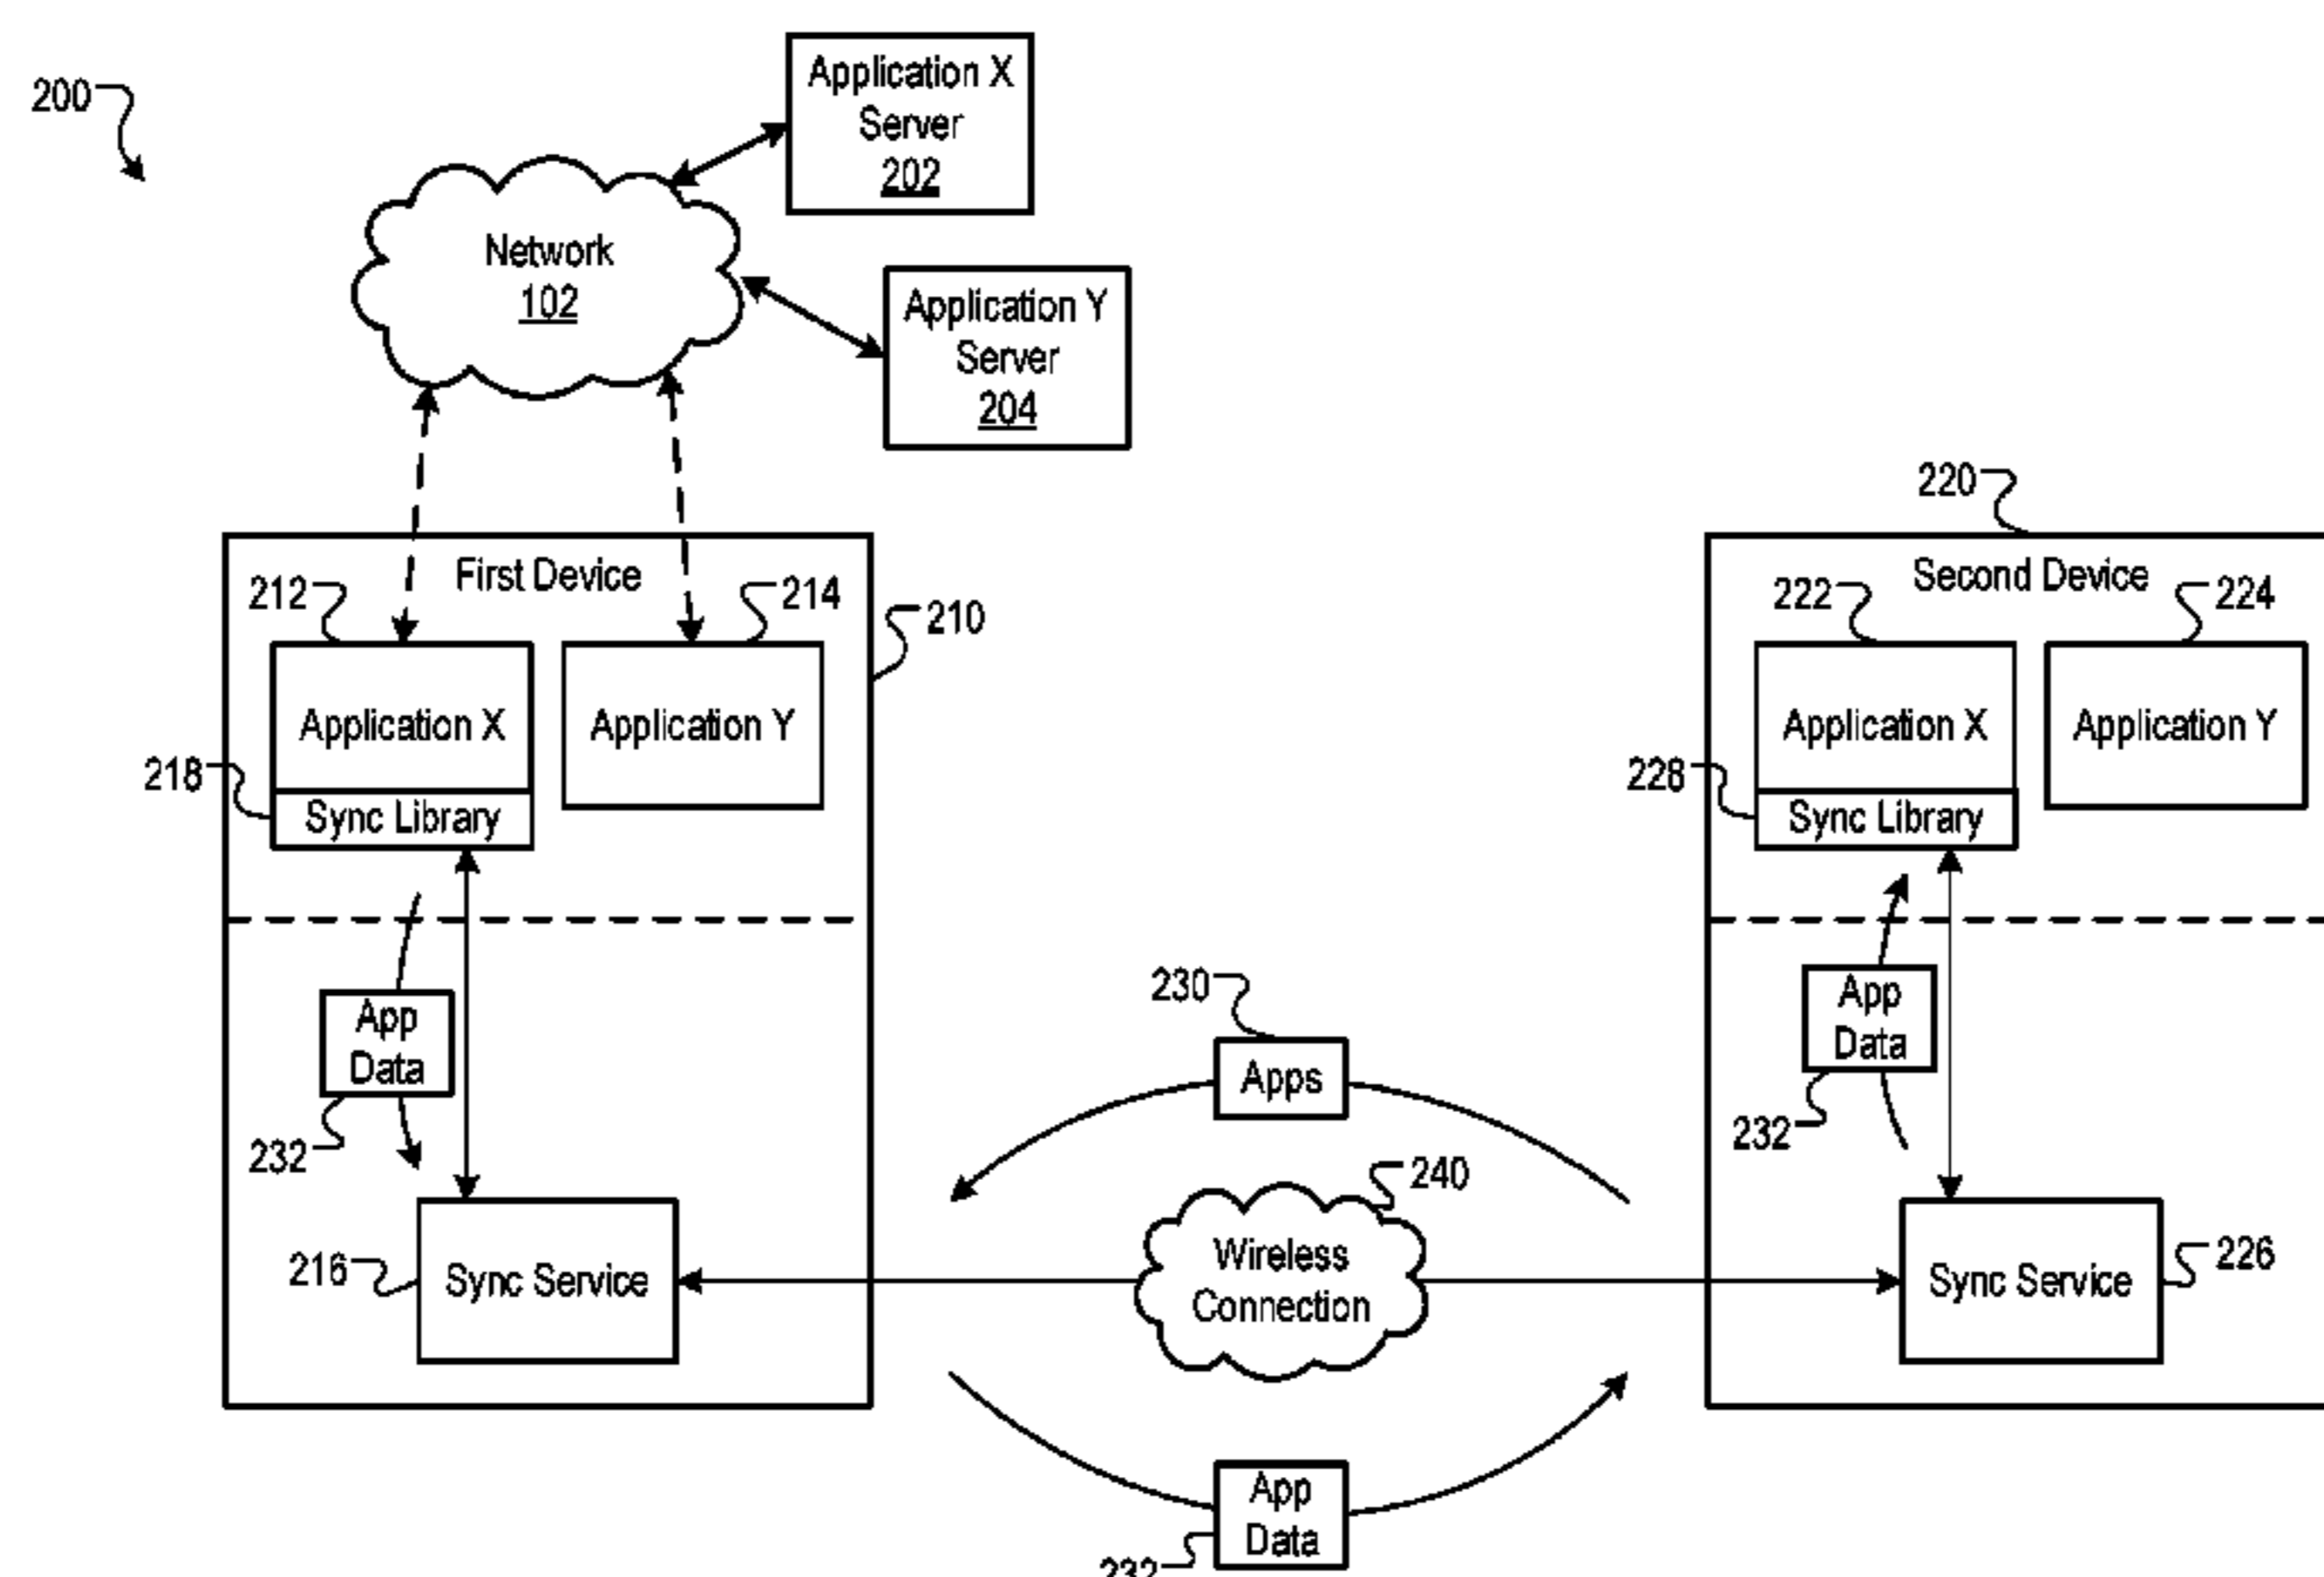 200
Application X
Server
202
Network
102
Application Y
Server
204
220
First Device
212
214
210
Second Device
222
224
Application X
Application Y
218
Sync Library
Application X
Application Y
228
Sync Library
App
Data
232
230
Apps
App
Data
232
240
Wireless
Connection
216
Sync Service
226
Sync Service
App
Data
232